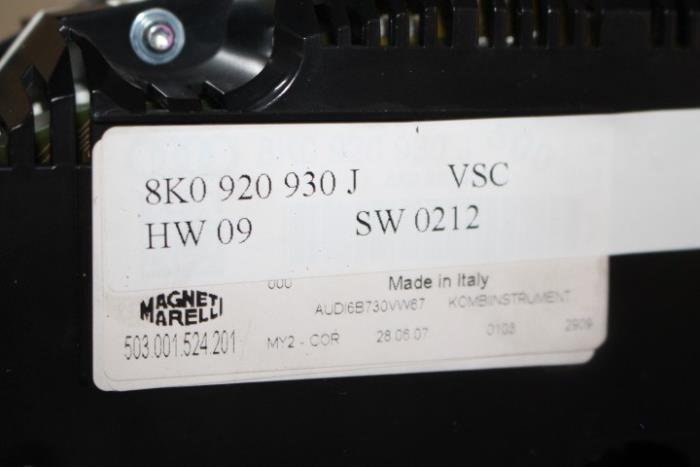 8K0 920 930 J VSC
HW 09 SW 0212
000 Made in Italy
MAGNETI MARELLI
AUDI6B730VW67 KOMBIINSTRUMENT
503.001.524.201 MY2 - COR 28.06.07 0103 2909